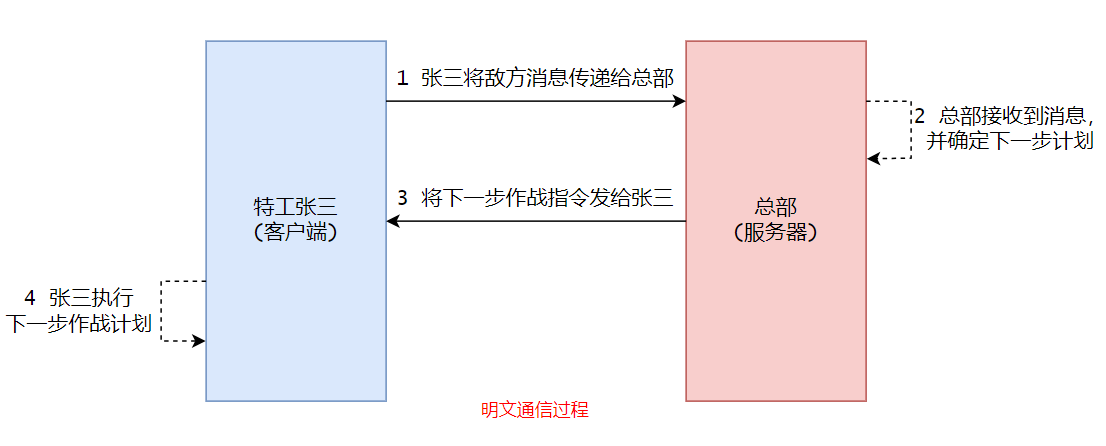 1 张三将敌方消息传递给总部
2 总部接收到消息,
并确定下一步计划
3 将下一步作战指令发给张三
特工张三
(客户端)
总部
(服务器)
4 张三执行
下一步作战计划
明文通信过程